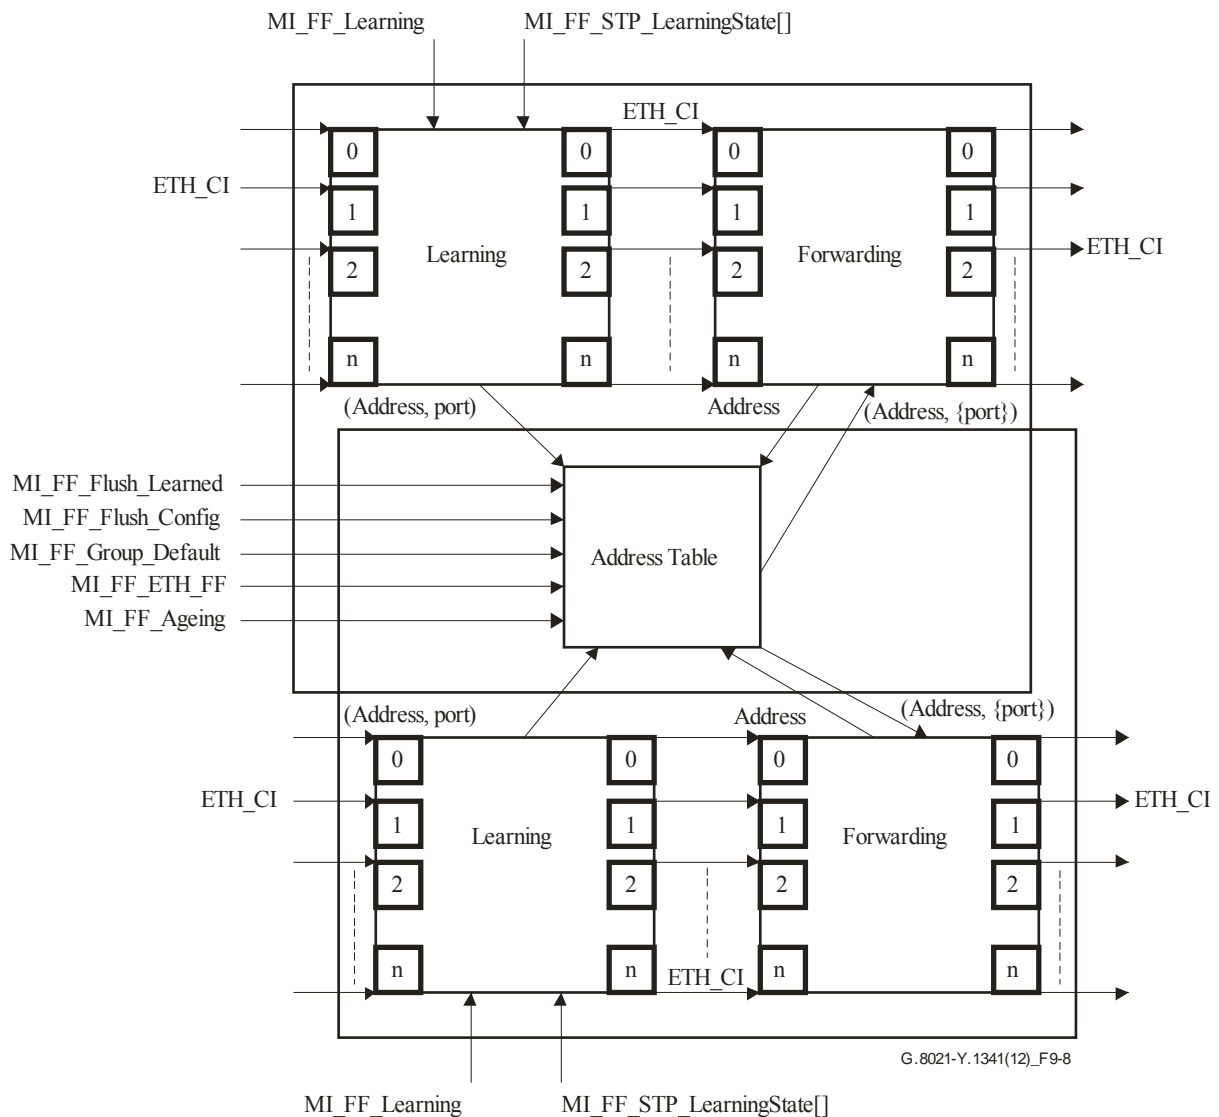 MI_FF_Learning
MI_FF_STP_LearningState[]
ETH_CI
0 0 0 0
ETH_CI
1 1 1 1
Learning
Forwarding
ETH_CI
2 2 2 2
n n n n
(Address, port)
Address
(Address, {port})
MI_FF_Flush_Learned
MI_FF_Flush_Config
MI_FF_Group_Default
MI_FF_ETH_FF
MI_FF_Ageing
Address Table
(Address, port)
Address
(Address, {port})
0 0 0 0
ETH_CI
ETH_CI
1 1 1 1
Learning
Forwarding
2 2 2 2
n n n n
ETH_CI
G.8021-Y.1341(12)_F9-8
MI_FF_Learning
MI_FF_STP_LearningState[]